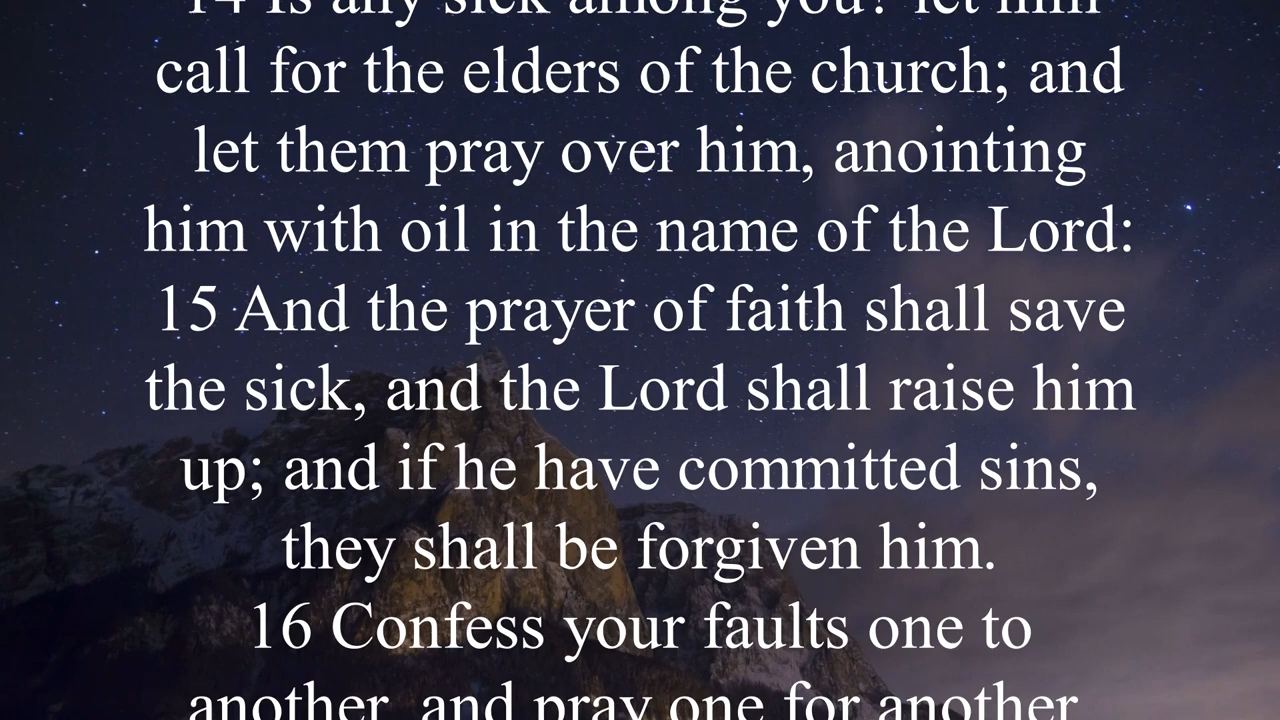 14 Is any sick among you? let him
call for the elders of the church; and
let them pray over him, anointing
him with oil in the name of the Lord:
15 And the prayer of faith shall save
the sick, and the Lord shall raise him
up; and if he have committed sins,
they shall be forgiven him.
16 Confess your faults one to
another, and pray one for another,